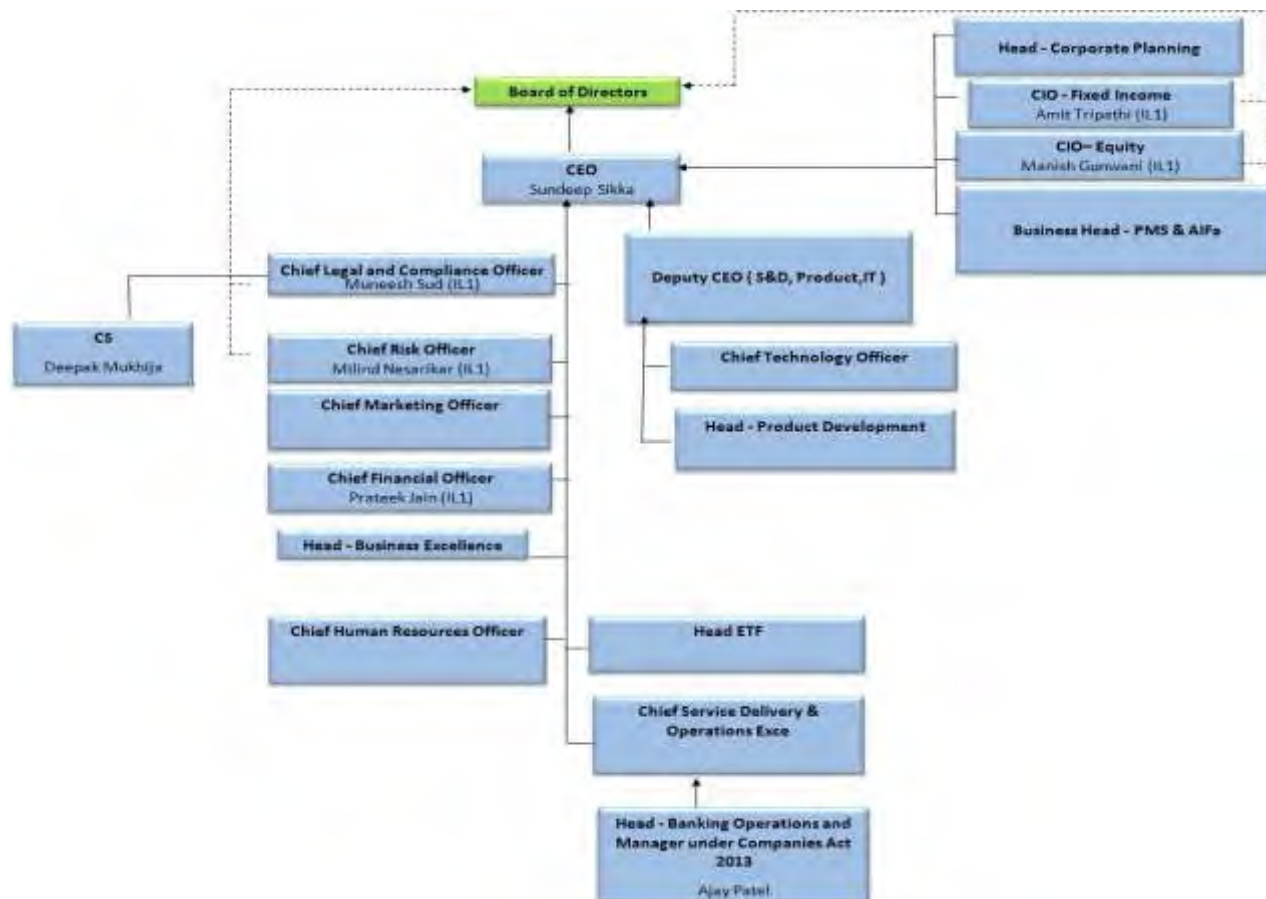 Head - Corporate Planning
Board of Directors
CIO - Fixed Income
Amit Tripathi (IL1)
CIO– Equity
Manish Gunwani (IL1)
CEO
Sundeep Sikka
Business Head - PMS & AIFs
Chief Legal and Compliance Officer
Muneesh Sud (IL1)
Deputy CEO ( S&D, Product,IT )
CS
Deepak Mukhija
Chief Risk Officer
Milind Nesarikar (IL1)
Chief Technology Officer
Chief Marketing Officer
Head - Product Development
Chief Financial Officer
Prateek Jain (IL1)
Head - Business Excellence
Chief Human Resources Officer
Head ETF
Chief Service Delivery &
Operations Exce
Head - Banking Operations and
Manager under Companies Act
2013
Ajay Patel